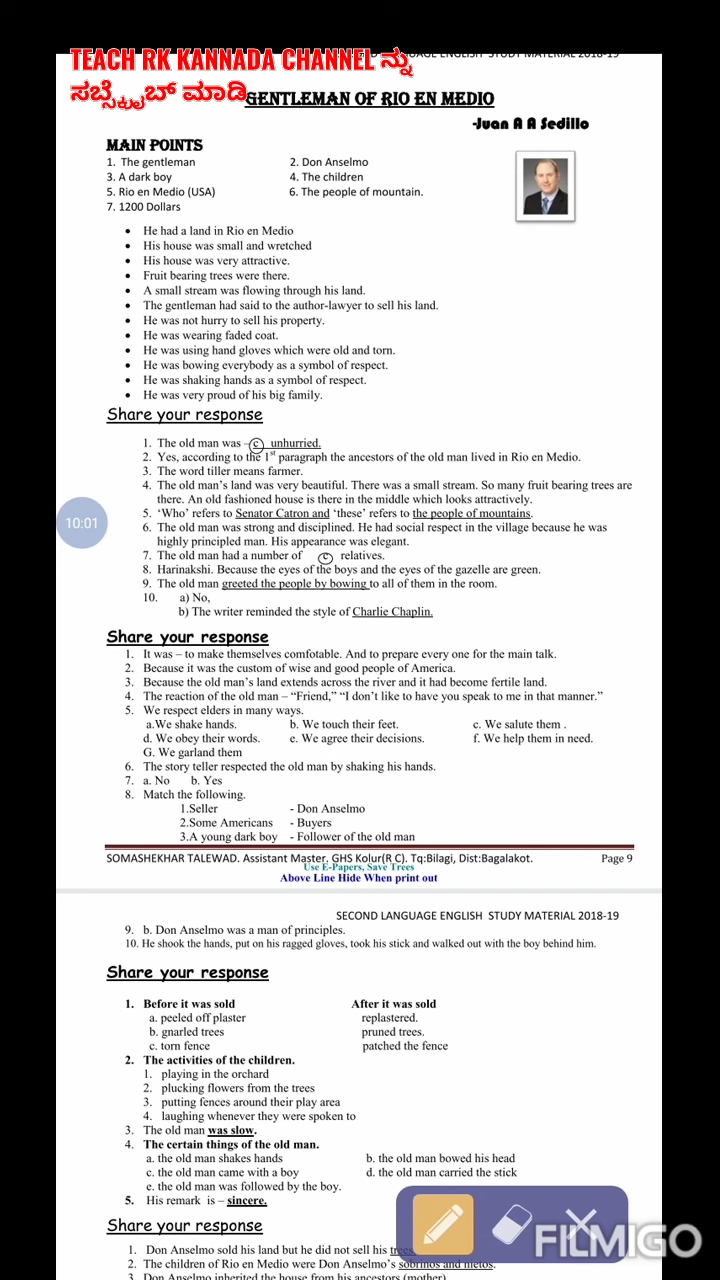 TEACH RK KANNADA CHANNEL ನ್ನು
ಸಬ್ಸ್ಕ್ರೈಬ್ ಮಾಡಿ
LANGUAGE ENGLISH STUDY MATERIAL 2018-19
GENTLEMAN OF RIO EN MEDIO
-Juan A A Sedillo
MAIN POINTS
1. The gentleman 2. Don Anselmo
3. A dark boy 4. The children
5. Rio en Medio (USA) 6. The people of mountain.
7. 1200 Dollars
• He had a land in Rio en Medio
• His house was small and wretched
• His house was very attractive.
• Fruit bearing trees were there.
• A small stream was flowing through his land.
• The gentleman had said to the author-lawyer to sell his land.
• He was not hurry to sell his property.
• He was wearing faded coat.
• He was using hand gloves which were old and torn.
• He was bowing everybody as a symbol of respect.
• He was shaking hands as a symbol of respect.
• He was very proud of his big family.
Share your response
1. The old man was – c unhurried.
2. Yes, according to the 1st paragraph the ancestors of the old man lived in Rio en Medio.
3. The word tiller means farmer.
4. The old man's land was very beautiful. There was a small stream. So many fruit bearing trees are
there. An old fashioned house is there in the middle which looks attractively.
5. 'Who' refers to Senator Catron and 'these' refers to the people of mountains.
6. The old man was strong and disciplined. He had social respect in the village because he was
highly principled man. His appearance was elegant.
7. The old man had a number of c relatives.
8. Harinakshi. Because the eyes of the boys and the eyes of the gazelle are green.
9. The old man greeted the people by bowing to all of them in the room.
10. a) No,
b) The writer reminded the style of Charlie Chaplin.
10:01
Share your response
1. It was – to make themselves comfotable. And to prepare every one for the main talk.
2. Because it was the custom of wise and good people of America.
3. Because the old man's land extends across the river and it had become fertile land.
4. The reaction of the old man – "Friend," "I don't like to have you speak to me in that manner."
5. We respect elders in many ways.
a.We shake hands. b. We touch their feet. c. We salute them .
d. We obey their words. e. We agree their decisions. f. We help them in need.
G. We garland them
6. The story teller respected the old man by shaking his hands.
7. a. No b. Yes
8. Match the following.
1.Seller - Don Anselmo
2.Some Americans - Buyers
3.A young dark boy - Follower of the old man
SOMASHEKHAR TALEWAD. Assistant Master. GHS Kolur(R C). Tq:Bilagi, Dist:Bagalakot. Page 9
Use E-Papers, Save Trees
Above Line Hide When print out
SECOND LANGUAGE ENGLISH STUDY MATERIAL 2018-19
9. b. Don Anselmo was a man of principles.
10. He shook the hands, put on his ragged gloves, took his stick and walked out with the boy behind him.
Share your response
1. Before it was sold After it was sold
a. peeled off plaster replastered.
b. gnarled trees pruned trees.
c. torn fence patched the fence
2. The activities of the children.
1. playing in the orchard
2. plucking flowers from the trees
3. putting fences around their play area
4. laughing whenever they were spoken to
3. The old man was slow.
4. The certain things of the old man.
a. the old man shakes hands b. the old man bowed his head
c. the old man came with a boy d. the old man carried the stick
e. the old man was followed by the boy.
5. His remark is – sincere.
Share your response
1. Don Anselmo sold his land but he did not sell his trees
2. The children of Rio en Medio were Don Anselmo's sobrinos and nietos.
3. Don Anselmo inherited the house from his ancestors (mother)
FILMIGO